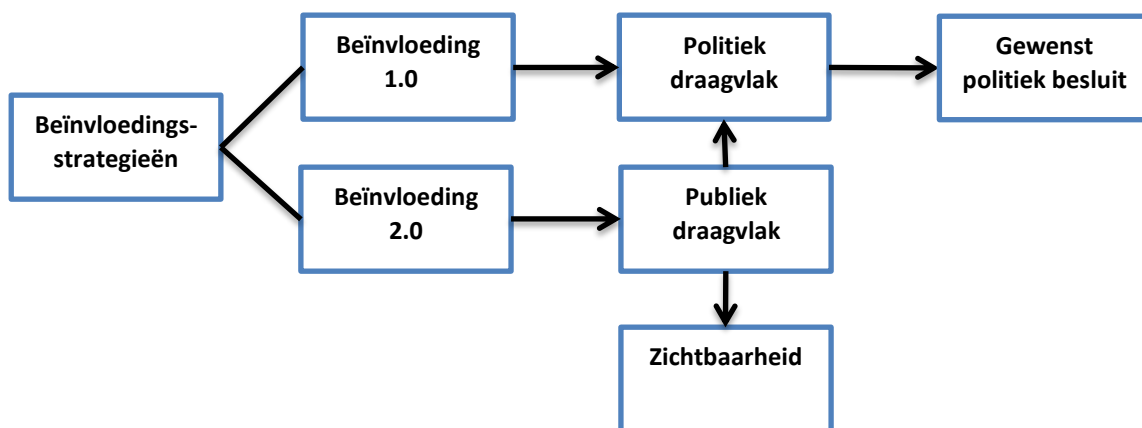 Beïnvloedings-
strategieën
Beïnvloeding
1.0
Politiek
draagvlak
Gewenst
politiek besluit
Beïnvloeding
2.0
Publiek
draagvlak
Zichtbaarheid